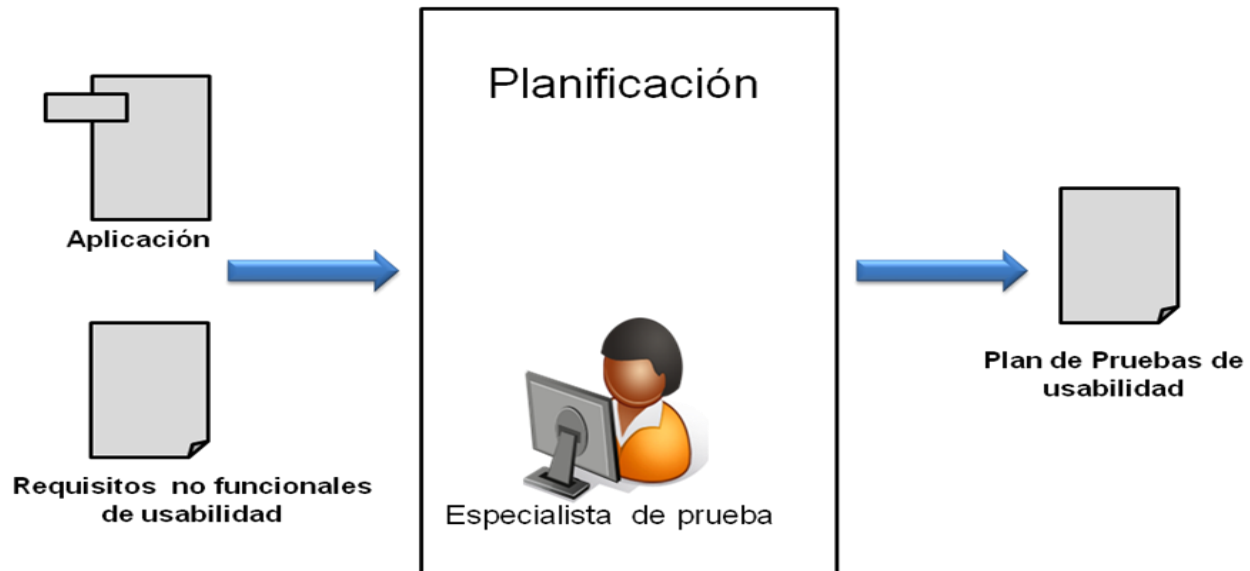 Planificación
Aplicación
Requisitos no funcionales
de usabilidad
Especialista de prueba
Plan de Pruebas de
usabilidad